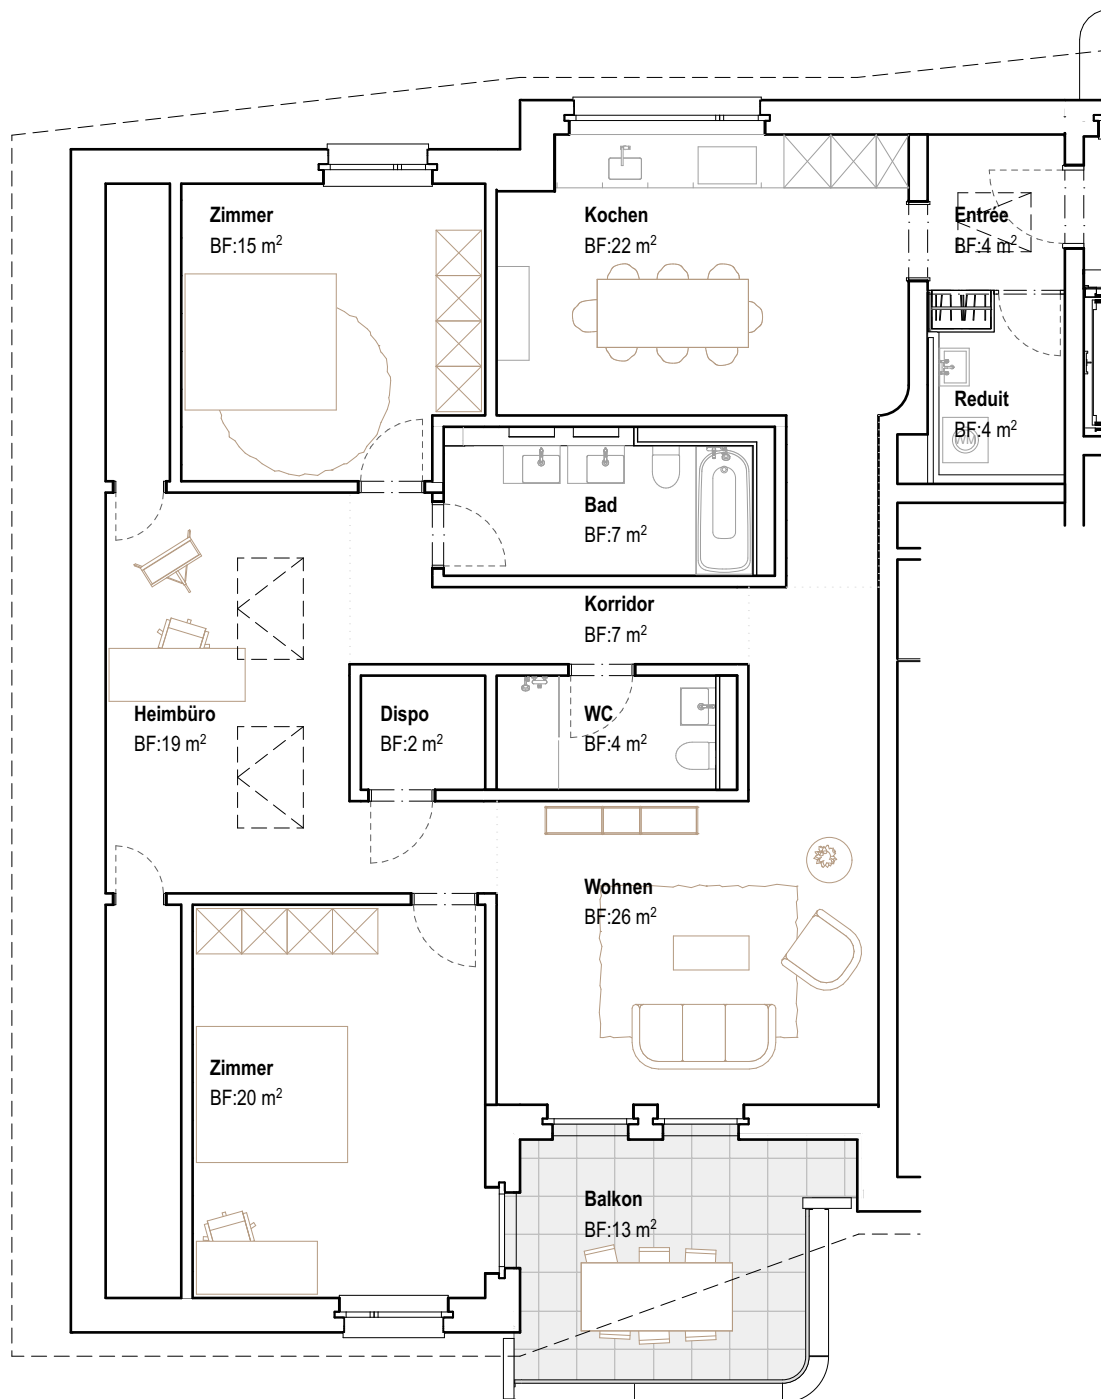 Zimmer
BF:15 m²
Kochen
BF:22 m²
Entrée
BF:4 m²
Reduit
BF:4 m²
WM
Bad
BF:7 m²
Korridor
BF:7 m²
Heimbüro
BF:19 m²
Dispo
BF:2 m²
WC
BF:4 m²
Wohnen
BF:26 m²
Zimmer
BF:20 m²
Balkon
BF:13 m²